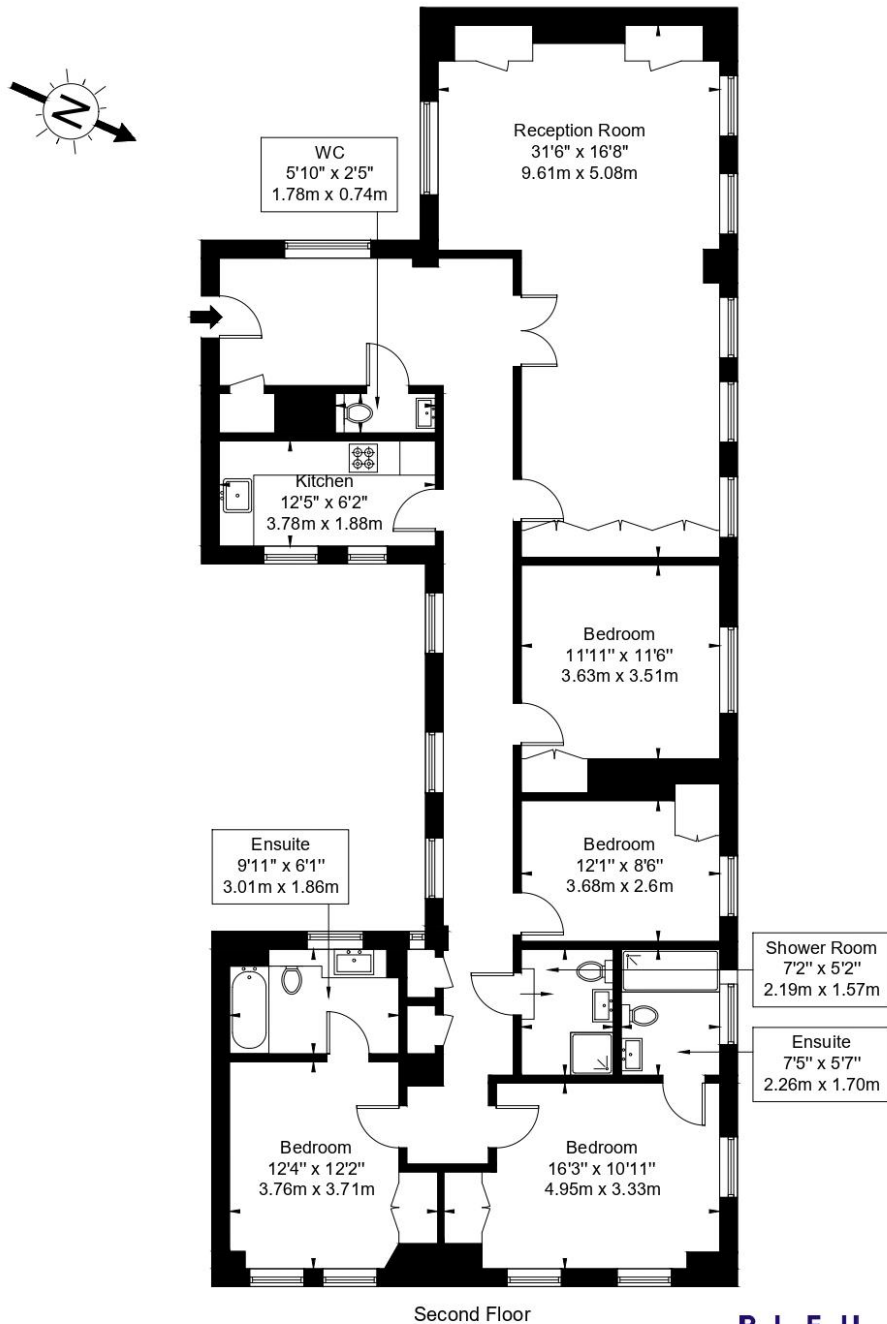 N
WC
5'10" x 2'5"
1.78m x 0.74m
Reception Room
31'6" x 16'8"
9.61m x 5.08m
Kitchen
12'5" x 6'2"
3.78m x 1.88m
Bedroom
11'11" x 11'6"
3.63m x 3.51m
Ensuite
9'11" x 6'1"
3.01m x 1.86m
Bedroom
12'1" x 8'6"
3.68m x 2.6m
Shower Room
7'2" x 5'2"
2.19m x 1.57m
Ensuite
7'5" x 5'7"
2.26m x 1.70m
Bedroom
12'4" x 12'2"
3.76m x 3.71m
Bedroom
16'3" x 10'11"
4.95m x 3.33m
Second Floor